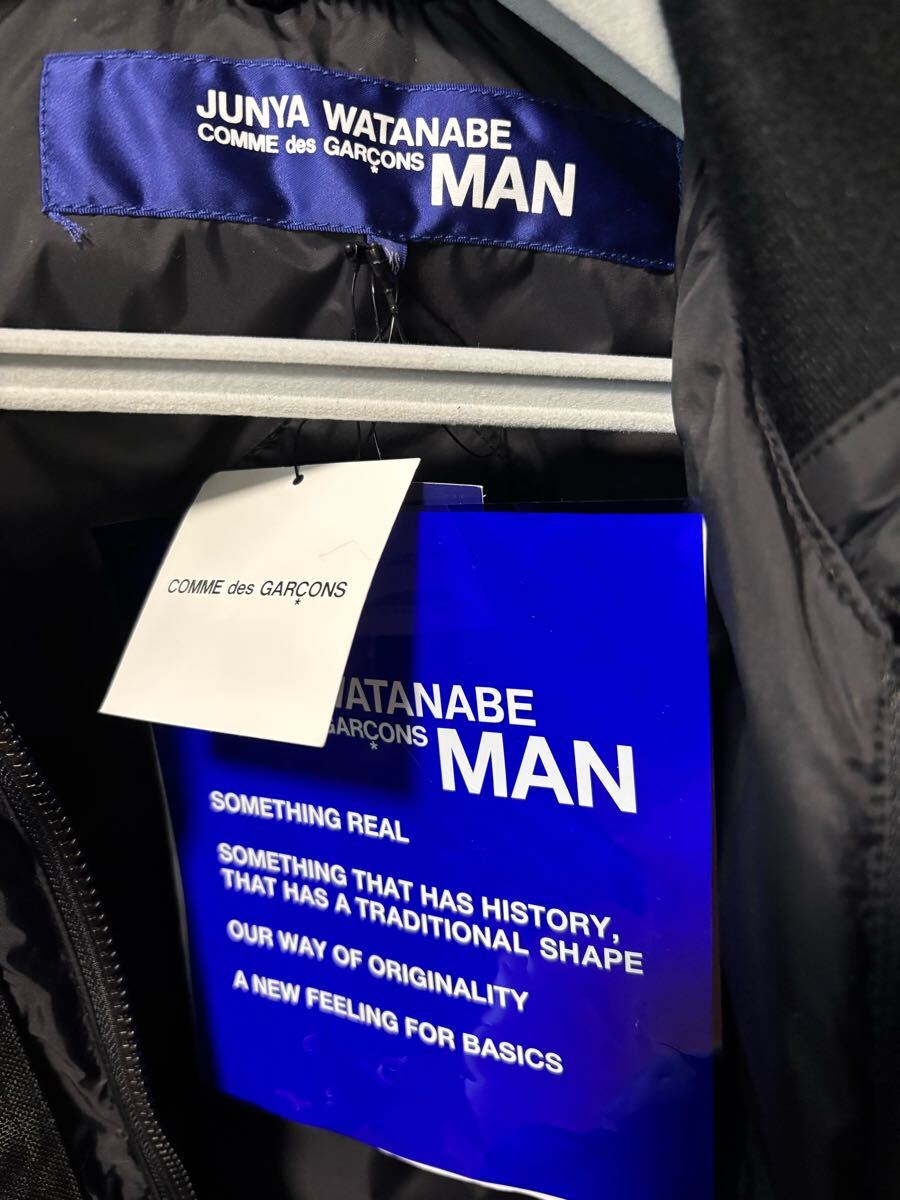 JUNYA WATANABE
COMME des GARÇONS
MAN
COMME des GARÇONS
WATANABE
GARÇONS
MAN
SOMETHING REAL
SOMETHING THAT HAS HISTORY,
THAT HAS A TRADITIONAL SHAPE
OUR WAY OF ORIGINALITY
A NEW FEELING FOR BASICS